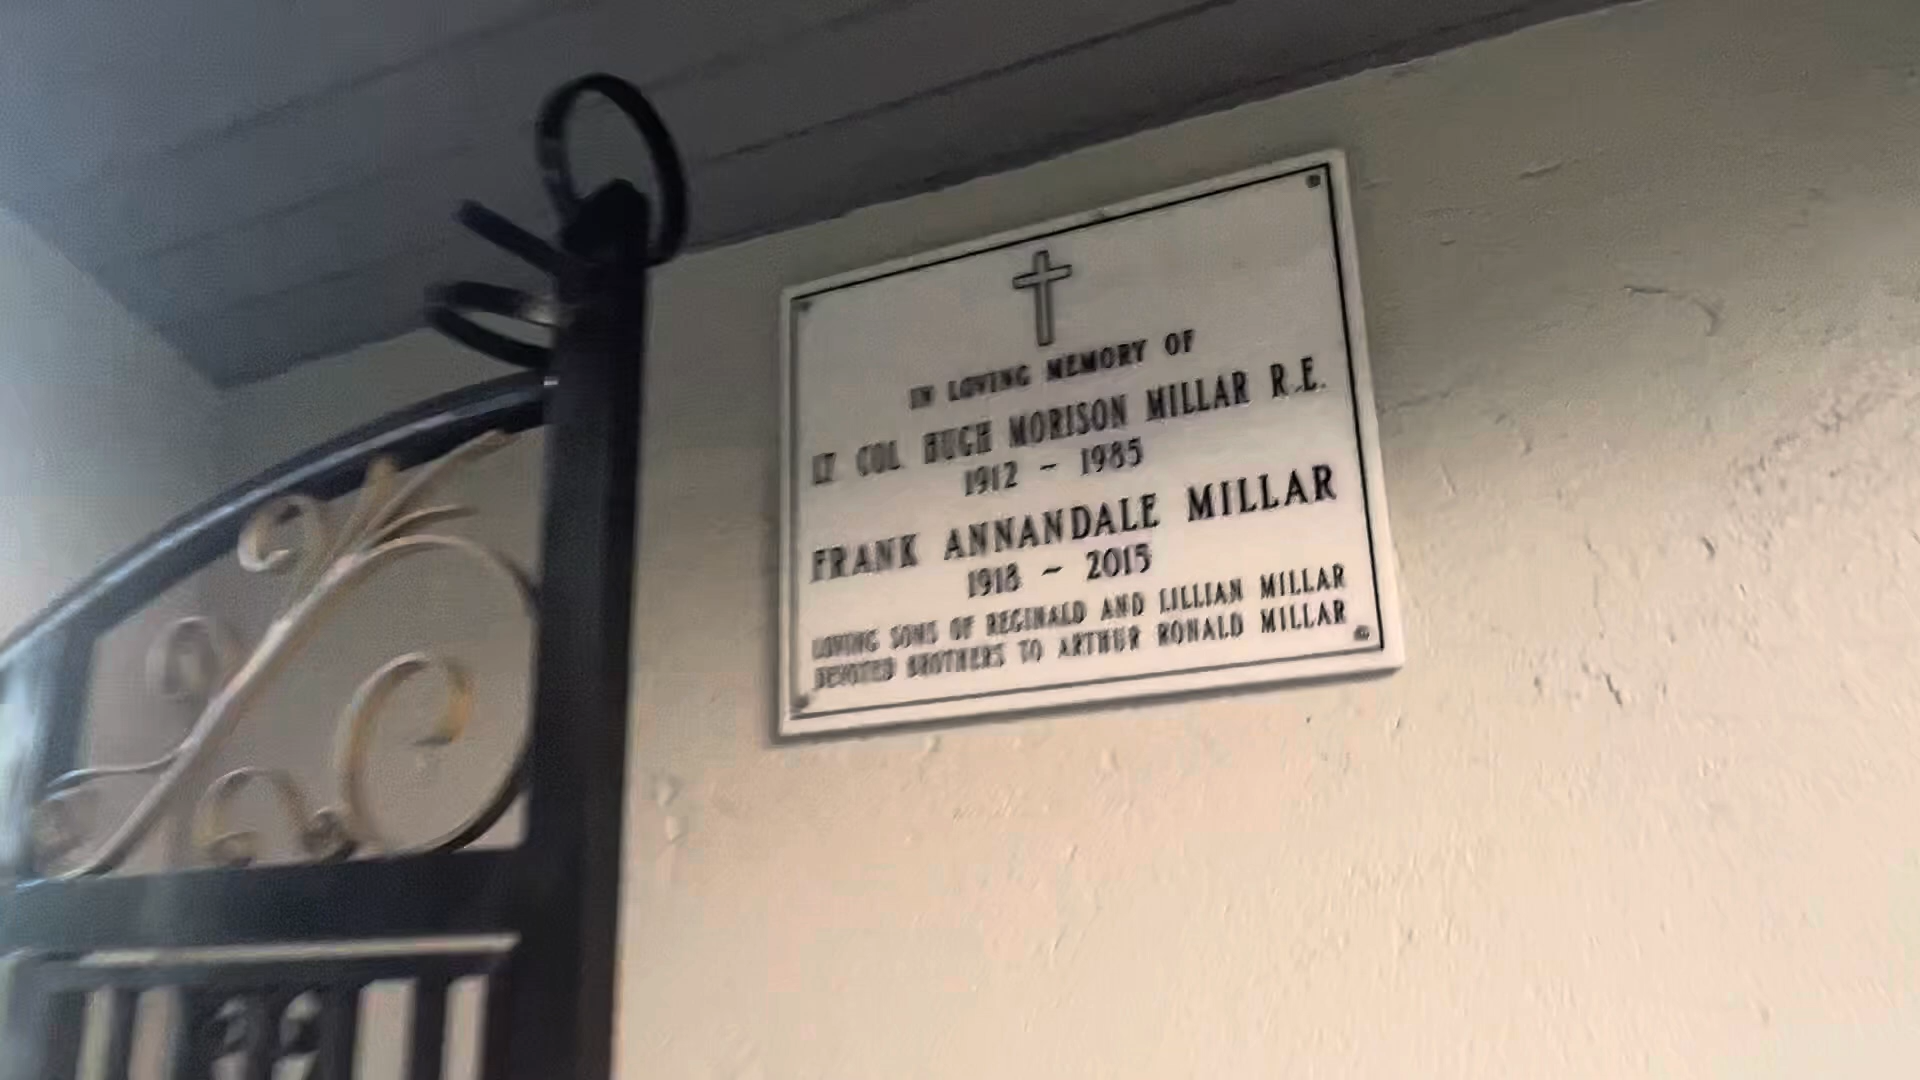 IN LOVING MEMORY OF
LT COL HUGH MORISON MILLAR R.E.
1912 - 1985
FRANK ANNANDALE MILLAR
1918 ~ 2015
LOVING SONS OF REGINALD AND LILLIAN MILLAR
DEVOTED BROTHERS TO ARTHUR RONALD MILLAR